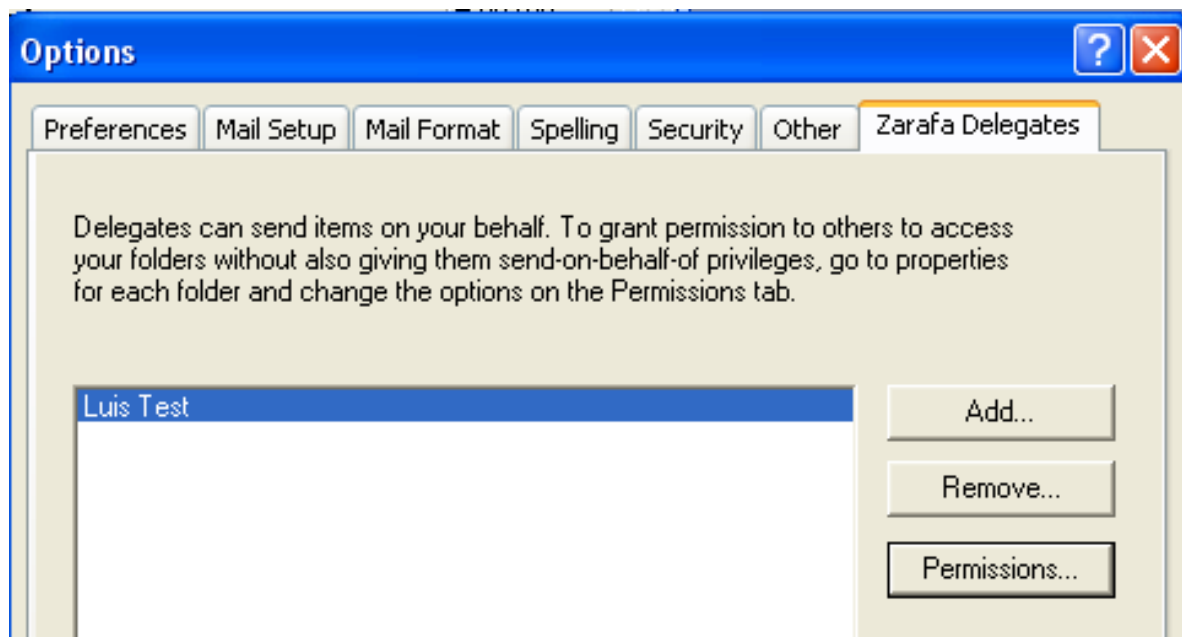 Options
Preferences
Mail Setup
Mail Format
Spelling
Security
Other
Zarafa Delegates
Delegates can send items on your behalf. To grant permission to others to access
your folders without also giving them send-on-behalf-of privileges, go to properties
for each folder and change the options on the Permissions tab.
Luis Test
Add...
Remove...
Permissions...